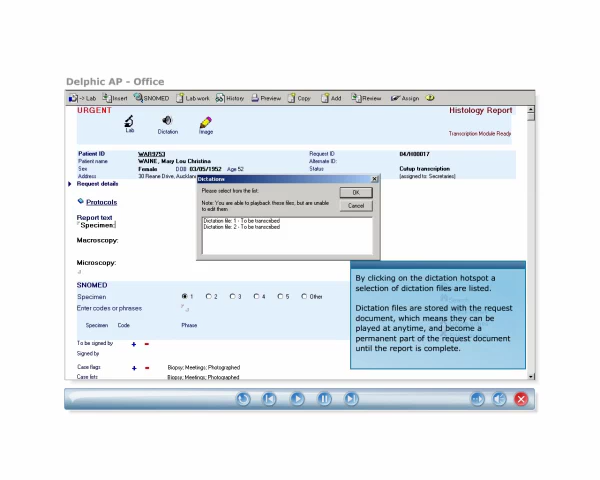 Delphic AP - Office
-> Lab Insert SNOMED Lab work History Preview Copy Add Review Assign
URGENT Histology Report
Lab Dictation Image
Transcription Module Ready
Patient ID WAR9753 Request ID 04/H00017
Patient name WAINE, Mary Lou Christina Alternate ID:
Sex Female DOB 03/05/1952 Age 52 Status Cutup transcription
Address 30 Reane Drive, Auckland (assigned to: Secretaries)
Request details
Dictations
Please select from the list:
OK
Note: You are able to playback these files, but are unable
to edit them
Cancel
Dictation file: 1 - To be transcribed
Dictation file: 2 - To be transcribed
Protocols
Report text
Specimen:
Macroscopy:
Microscopy:
By clicking on the dictation hotspot a
selection of dictation files are listed.
Dictation files are stored with the request
document, which means they can be
played at anytime, and become a
permanent part of the request document
until the report is complete.
SNOMED
Specimen 1 2 3 4 5 Other
Enter codes or phrases
Specimen Code Phrase
To be signed by + -
Signed by
Case flags + - Biopsy; Meetings; Photographed
Case lists Biopsy; Meetings; Photographed